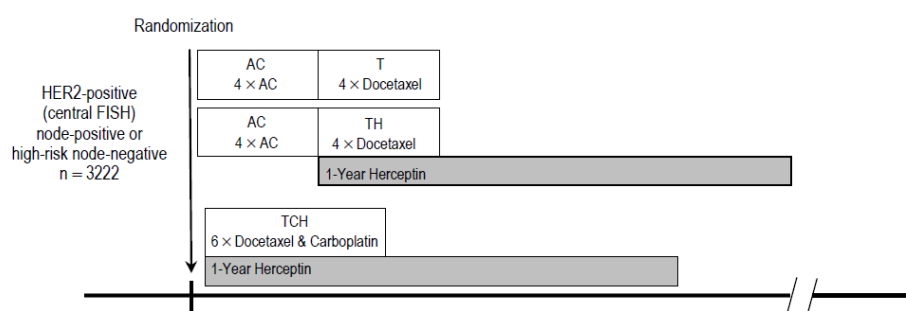 Randomization
HER2-positive
(central FISH)
node-positive or
high-risk node-negative
n = 3222
AC
4 × AC
T
4 × Docetaxel
AC
4 × AC
TH
4 × Docetaxel
1-Year Herceptin
TCH
6 × Docetaxel & Carboplatin
1-Year Herceptin